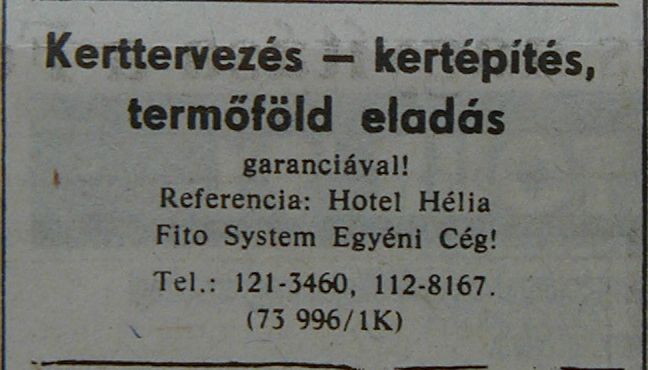 Kerttervezés — kertépítés,
termőföld eladás
garanciával!
Referencia: Hotel Hélia
Fito System Egyéni Cég!
Tel.: 121-3460, 112-8167.
(73 996/1K)